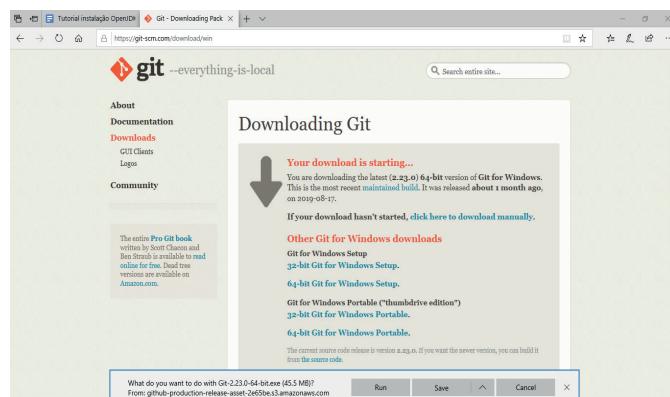 Tutorial instalação OpenIDM
Git - Downloading Pack
https://git-scm.com/download/win
git --everything-is-local
Search entire site...
About
Documentation
Downloads
GUI Clients
Logos
Community
The entire Pro Git book
written by Scott Chacon and
Ben Straub is available to read
online for free. Dead tree
versions are available on
Amazon.com.
Downloading Git
Your download is starting...
You are downloading the latest (2.23.0) 64-bit version of Git for Windows.
This is the most recent maintained build. It was released about 1 month ago,
on 2019-08-17.
If your download hasn't started, click here to download manually.
Other Git for Windows downloads
Git for Windows Setup
32-bit Git for Windows Setup.
64-bit Git for Windows Setup.
Git for Windows Portable ("thumbdrive edition")
32-bit Git for Windows Portable.
64-bit Git for Windows Portable.
The current source code release is version 2.23.0. If you want the newer version, you can build it
from the source code.
What do you want to do with Git-2.23.0-64-bit.exe (45.5 MB)?
From: github-production-release-asset-2e65be.s3.amazonaws.com
Run
Save
Cancel